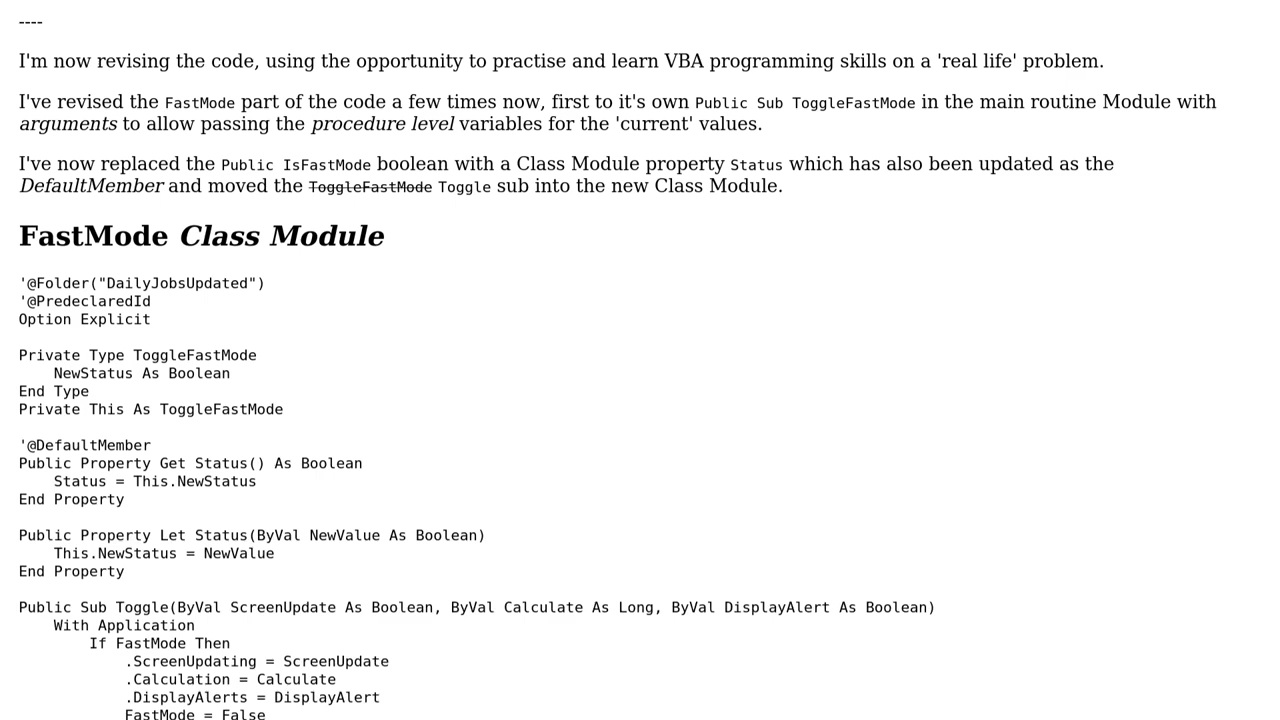 ----
I'm now revising the code, using the opportunity to practise and learn VBA programming skills on a 'real life' problem.
I've revised the FastMode part of the code a few times now, first to it's own Public Sub ToggleFastMode in the main routine Module with
arguments to allow passing the procedure level variables for the 'current' values.
I've now replaced the Public IsFastMode boolean with a Class Module property Status which has also been updated as the
DefaultMember and moved the ToggleFastMode Toggle sub into the new Class Module.
FastMode Class Module
'@Folder("DailyJobsUpdated")
'@PredeclaredId
Option Explicit
Private Type ToggleFastMode
    NewStatus As Boolean
End Type
Private This As ToggleFastMode
'@DefaultMember
Public Property Get Status() As Boolean
    Status = This.NewStatus
End Property
Public Property Let Status(ByVal NewValue As Boolean)
    This.NewStatus = NewValue
End Property
Public Sub Toggle(ByVal ScreenUpdate As Boolean, ByVal Calculate As Long, ByVal DisplayAlert As Boolean)
    With Application
        If FastMode Then
            .ScreenUpdating = ScreenUpdate
            .Calculation = Calculate
            .DisplayAlerts = DisplayAlert
            FastMode = False